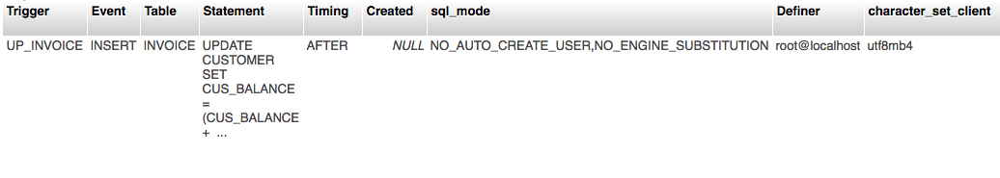 Trigger Event Table Statement Timing Created sql_mode Definer character_set_client
UP_INVOICE INSERT INVOICE UPDATE AFTER NULL NO_AUTO_CREATE_USER,NO_ENGINE_SUBSTITUTION root@localhost utf8mb4
CUSTOMER
SET
CUS_BALANCE
=
(CUS_BALANCE
+ ...